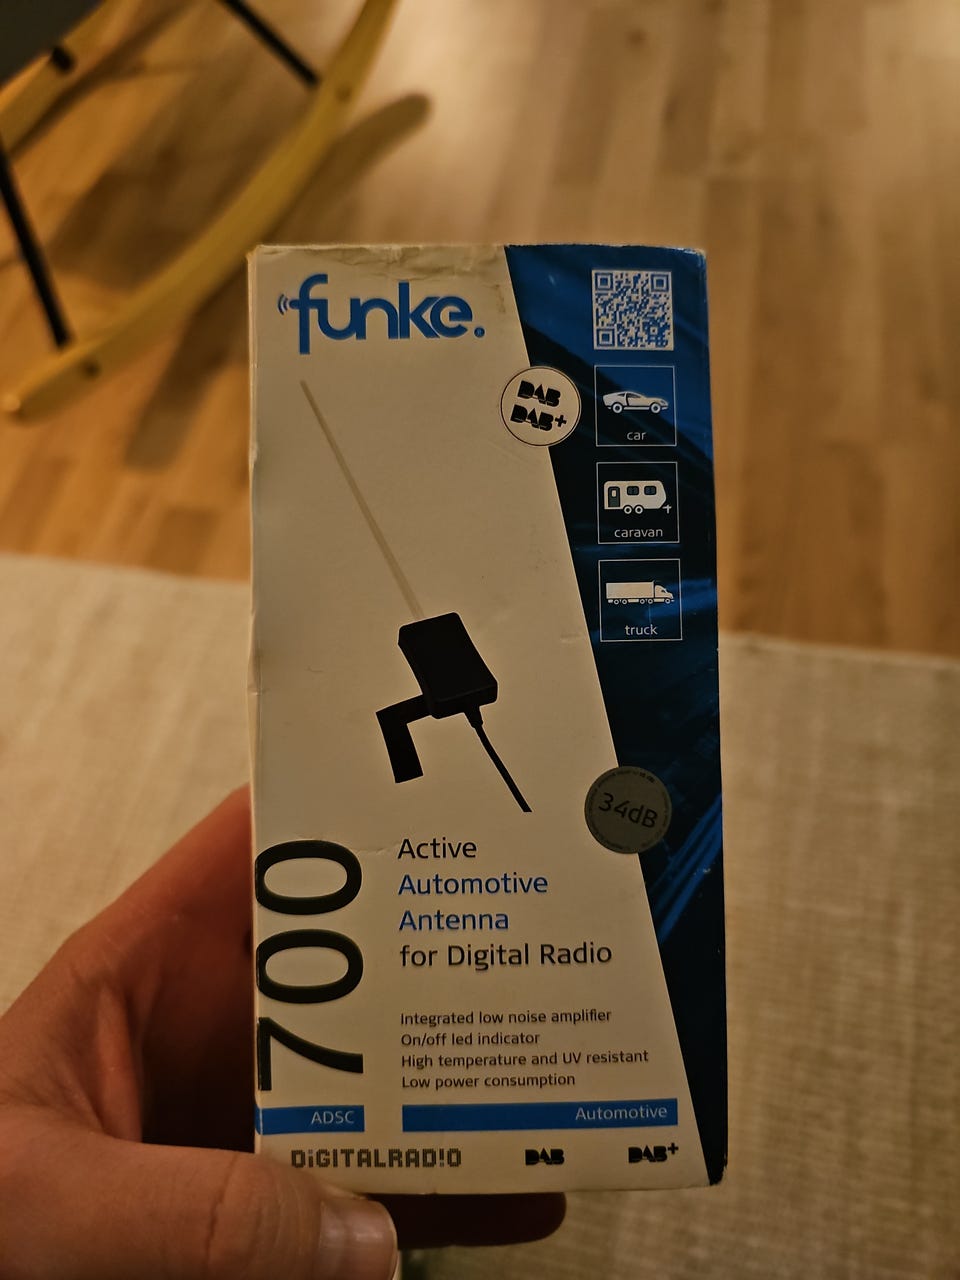 funke.
DAB
DAB+
car
caravan
truck
34dB
700
Active
Automotive
Antenna
for Digital Radio
Integrated low noise amplifier
On/off led indicator
High temperature and UV resistant
Low power consumption
ADSC
Automotive
DiGITALRAD!O
DAB
DAB+